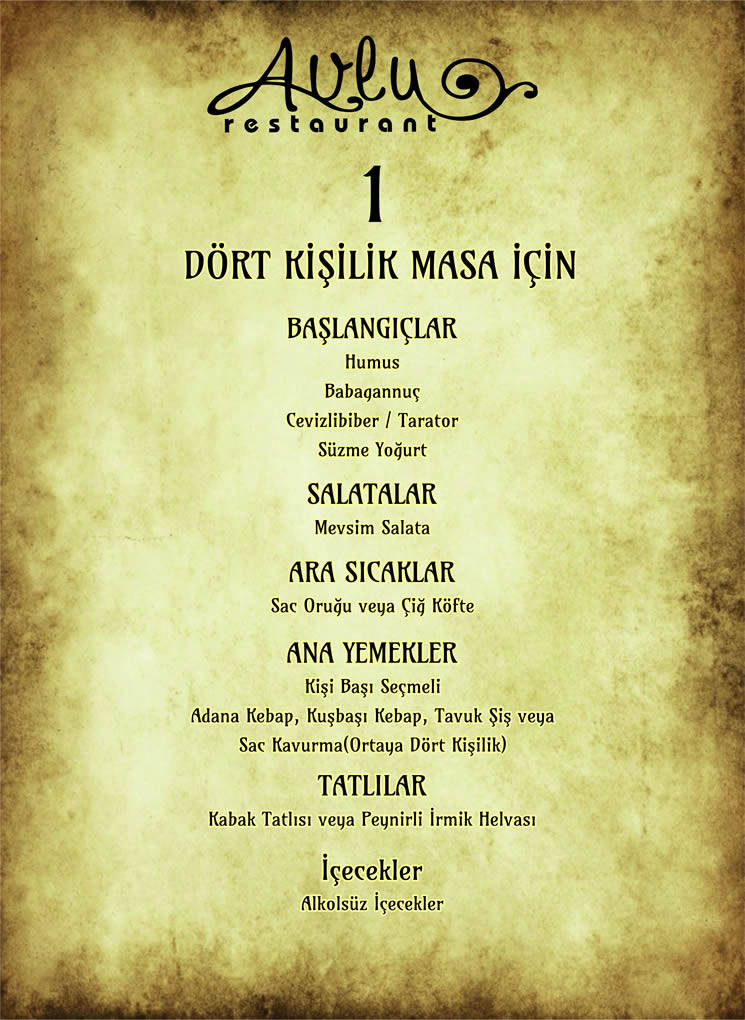 Avlu
restaurant
1
DÖRT KİŞİLİK MASA İÇİN
BAŞLANGIÇLAR
Humus
Babagannuç
Cevizlibiber / Tarator
Süzme Yoğurt
SALATALAR
Mevsim Salata
ARA SICAKLAR
Sac Oruğu veya Çiğ Köfte
ANA YEMEKLER
Kişi Başı Seçmeli
Adana Kebap, Kuşbaşı Kebap, Tavuk Şiş veya
Sac Kavurma(Ortaya Dört Kişilik)
TATLILAR
Kabak Tatlısı veya Peynirli İrmik Helvası
İçecekler
Alkolsüz İçecekler